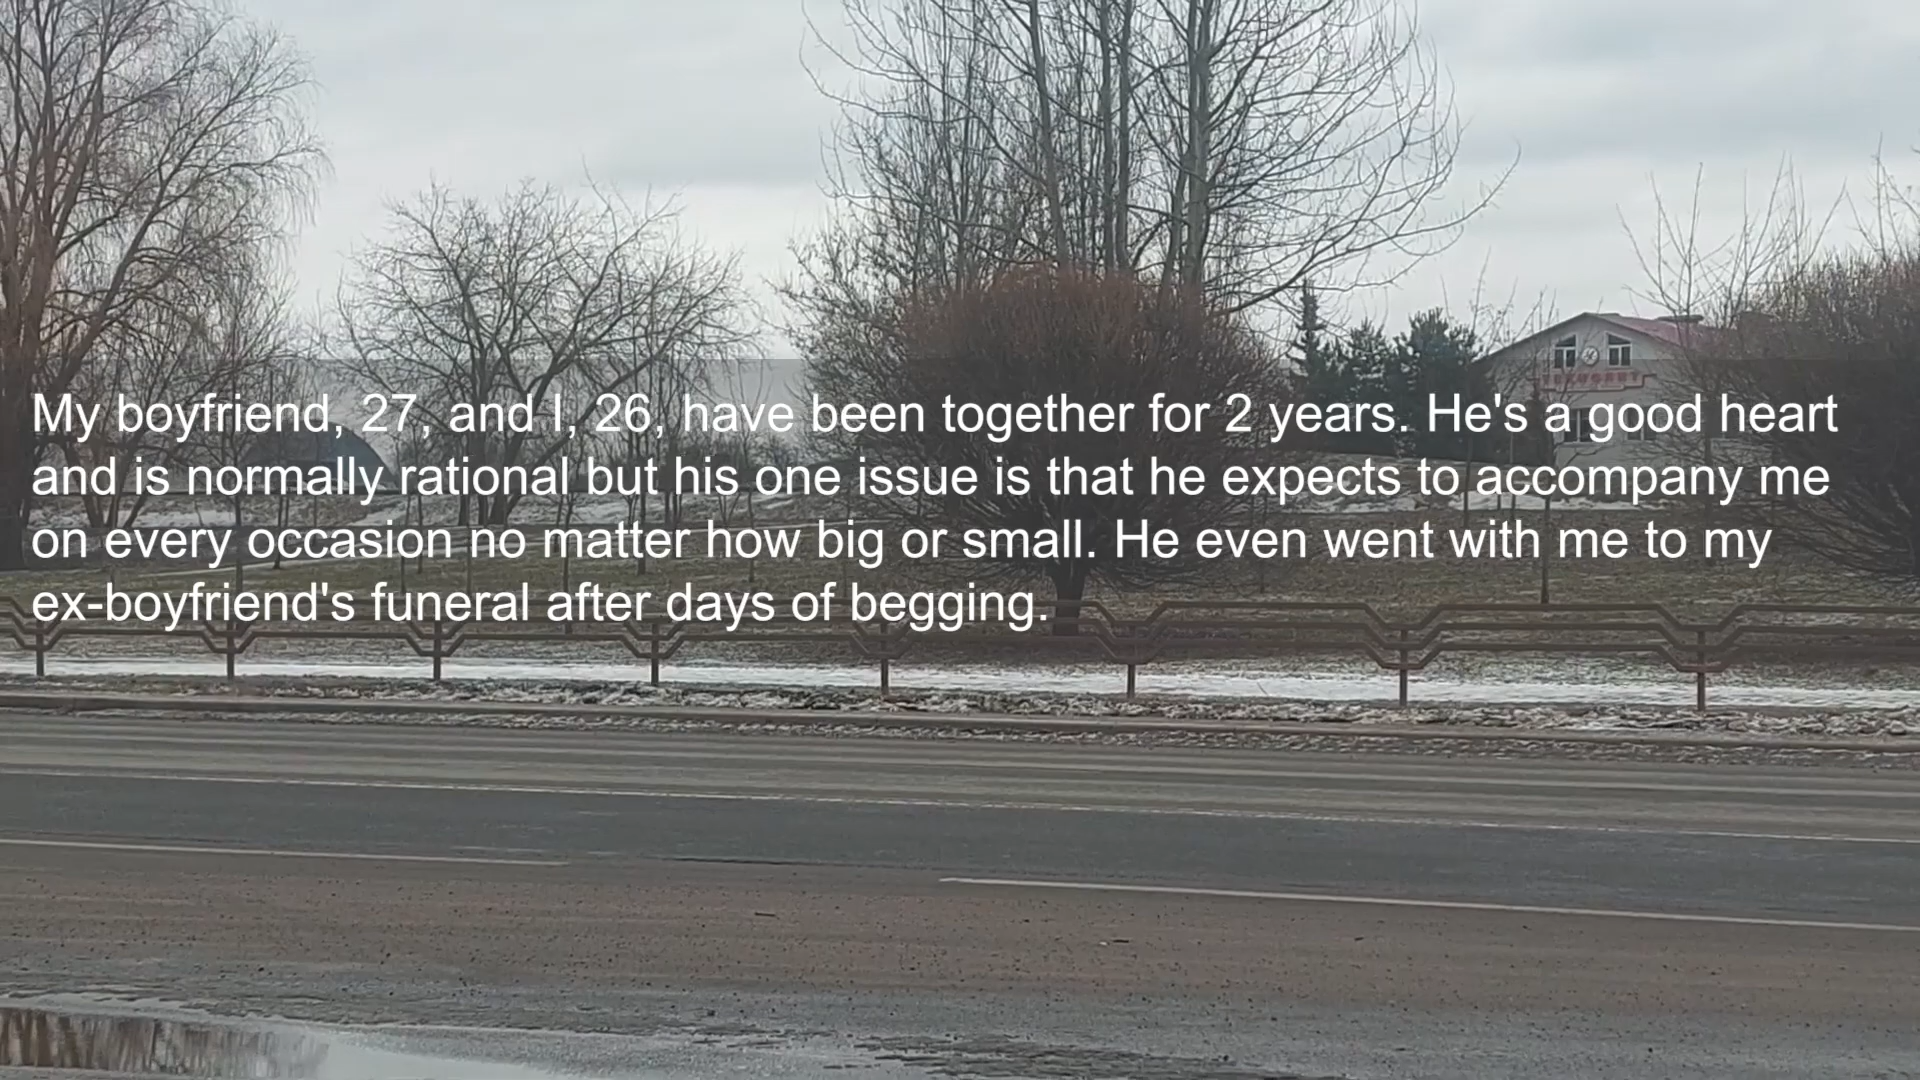 My boyfriend, 27, and I, 26, have been together for 2 years. He's a good heart
and is normally rational but his one issue is that he expects to accompany me
on every occasion no matter how big or small. He even went with me to my
ex-boyfriend's funeral after days of begging.